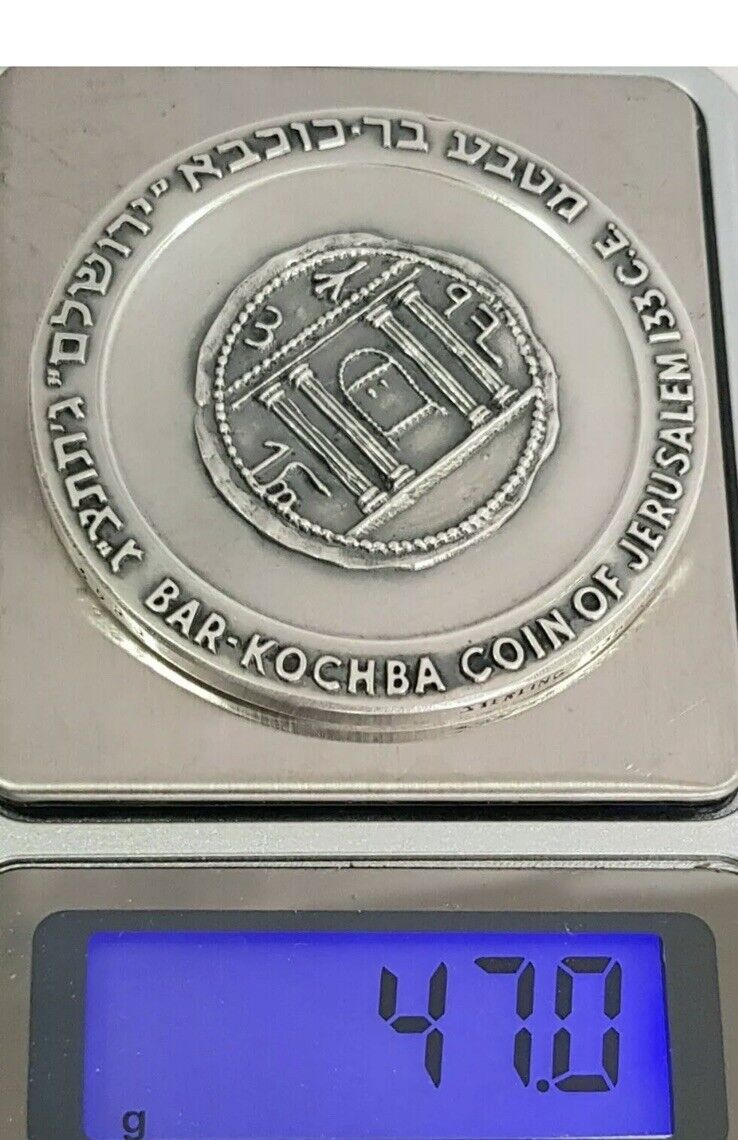 מטבע בר-כוכבא "ירושלם" ג'תתצ"ג
BAR-KOCHBA COIN OF JERUSALEM 133 C.E.
STERLING
47.0
g